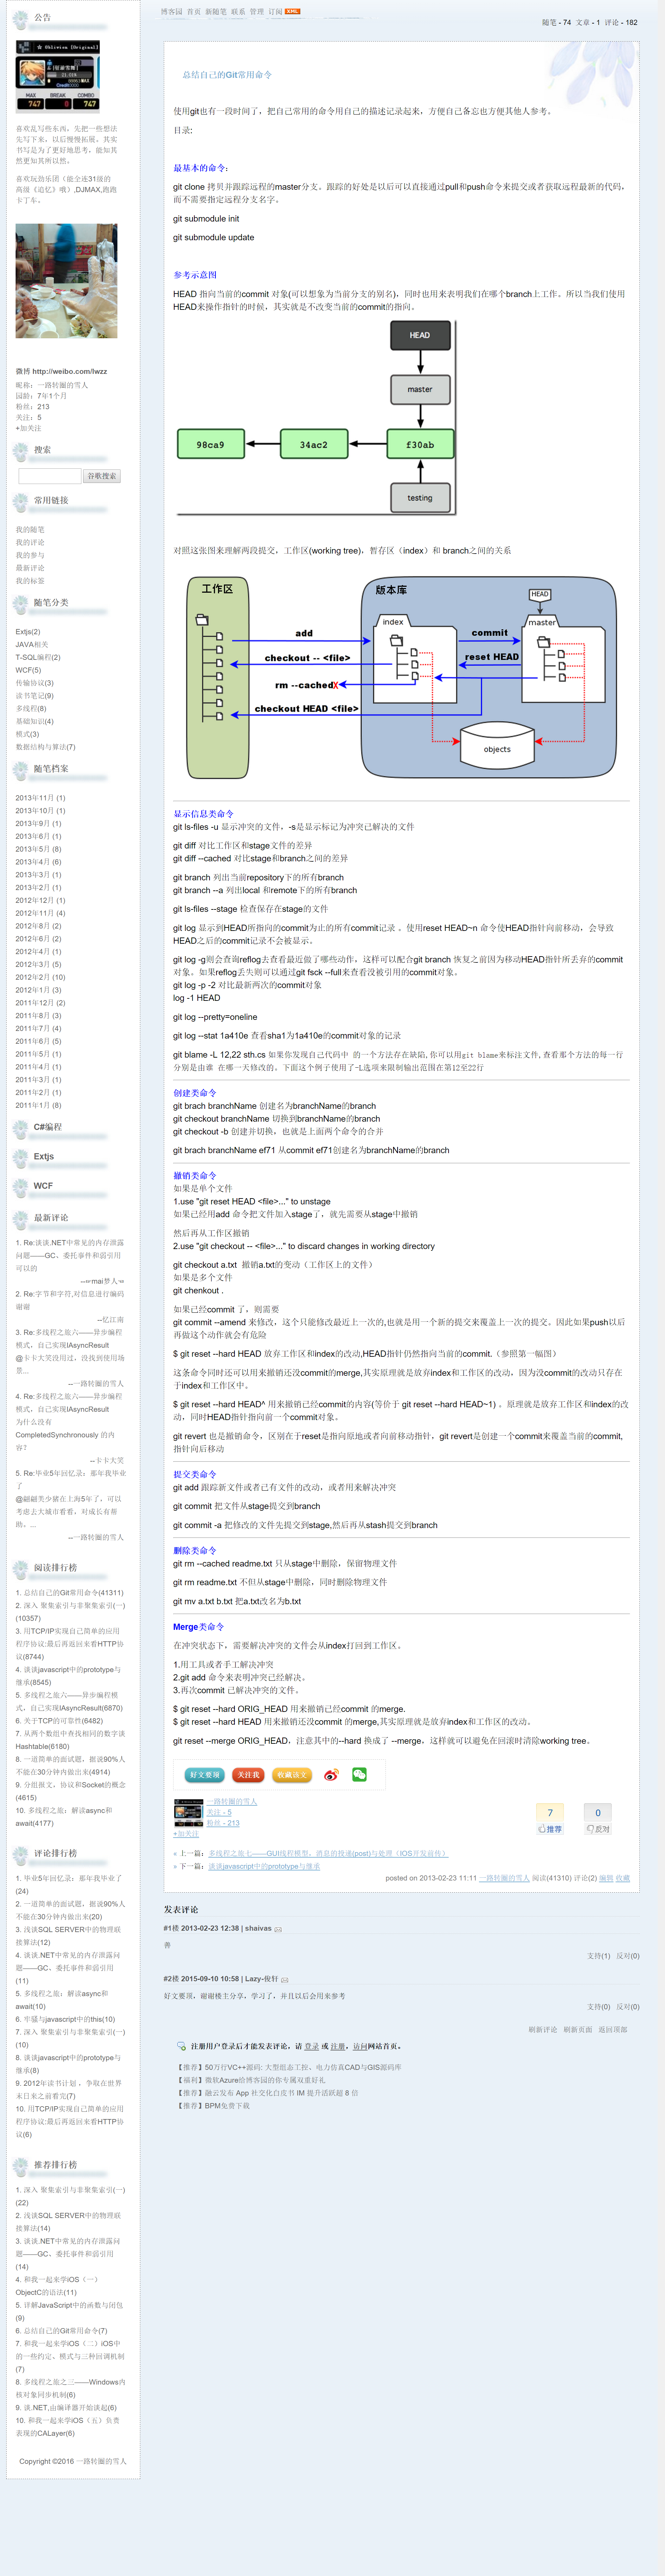 公告
★ Oblivion [Original]
MAX
COMBO
MAX
747
0
747
喜欢乱写些东西，先把一些想法
先写下来，以后慢慢拓展。其实
书写是为了更好地思考，能知其
然更知其所以然。
喜欢玩劲乐团（能全连31级的
高级《追忆》哦）,DJMAX,跑跑
卡丁车。
微博 http://weibo.com/lwzz
昵称：一路转圈的雪人
园龄：7年1个月
粉丝：213
关注：5
+加关注
搜索
谷歌搜索
常用链接
我的随笔
我的评论
我的参与
最新评论
我的标签
随笔分类
Extjs(2)
JAVA相关
T-SQL编程(2)
WCF(5)
传输协议(3)
读书笔记(9)
多线程(8)
基础知识(4)
模式(3)
数据结构与算法(7)
随笔档案
2013年11月 (1)
2013年10月 (1)
2013年9月 (1)
2013年6月 (1)
2013年5月 (8)
2013年4月 (6)
2013年3月 (1)
2013年2月 (1)
2012年12月 (1)
2012年11月 (4)
2012年8月 (2)
2012年6月 (2)
2012年4月 (1)
2012年3月 (5)
2012年2月 (10)
2012年1月 (3)
2011年12月 (2)
2011年8月 (3)
2011年7月 (4)
2011年6月 (5)
2011年5月 (1)
2011年4月 (1)
2011年3月 (1)
2011年2月 (1)
2011年1月 (8)
C#编程
Extjs
WCF
最新评论
1. Re:谈谈.NET中常见的内存泄露
问题——GC、委托事件和弱引用
可以的
2. Re:字节和字符,对信息进行编码
谢谢
--忆江南
3. Re:多线程之旅六——异步编程
模式，自己实现IAsyncResult
@卡卡大笑没用过，没找到使用场
景...
--一路转圈的雪人
4. Re:多线程之旅六——异步编程
模式，自己实现IAsyncResult
为什么没有
CompletedSynchronously 的内
容?
--卡卡大笑
5. Re:毕业5年回忆录：那年我毕业
了
@翩翩美少猪在上海5年了，可以
考虑去大城市看看，对成长有帮
助。...
--一路转圈的雪人
阅读排行榜
1. 总结自己的Git常用命令(41311)
2. 深入 聚集索引与非聚集索引(一)
(10357)
3. 用TCP/IP实现自己简单的应用
程序协议:最后再返回来看HTTP协
议(8744)
4. 谈谈javascript中的prototype与
继承(8545)
5. 多线程之旅六——异步编程模
式，自己实现IAsyncResult(6870)
6. 关于TCP的可靠性(6482)
7. 从两个数组中查找相同的数字谈
Hashtable(6180)
8. 一道简单的面试题，据说90%人
不能在30分钟内做出来(4914)
9. 分组报文，协议和Socket的概念
(4615)
10. 多线程之旅：解读async和
await(4177)
评论排行榜
1. 毕业5年回忆录：那年我毕业了
(24)
2. 一道简单的面试题，据说90%人
不能在30分钟内做出来(20)
3. 浅谈SQL SERVER中的物理联
接算法(12)
4. 谈谈.NET中常见的内存泄露问
题——GC、委托事件和弱引用
(11)
5. 多线程之旅：解读async和
await(10)
6. 牢骚与javascript中的this(10)
7. 深入 聚集索引与非聚集索引(一)
(10)
8. 谈谈javascript中的prototype与
继承(8)
9. 2012年读书计划 ，争取在世界
末日来之前看完(7)
10. 用TCP/IP实现自己简单的应用
程序协议:最后再返回来看HTTP协
议(6)
推荐排行榜
1. 深入 聚集索引与非聚集索引(一)
(22)
2. 浅谈SQL SERVER中的物理联
接算法(14)
3. 谈谈.NET中常见的内存泄露问
题——GC、委托事件和弱引用
(14)
4. 和我一起来学iOS（一）
ObjectC的语法(11)
5. 详解JavaScript中的函数与闭包
(9)
6. 总结自己的Git常用命令(7)
7. 和我一起来学iOS（二）iOS中
的一些约定、模式与三种回调机制
(7)
8. 多线程之旅之三——Windows内
核对象同步机制(6)
9. 谈.NET,由编译器开始谈起(6)
10. 和我一起来学iOS（五）负责
表现的CALayer(6)
Copyright ©2016 一路转圈的雪人
博客园 首页 新随笔 联系 管理 订阅 XML
随笔 - 74 文章 - 1 评论 - 182
总结自己的Git常用命令
使用git也有一段时间了，把自己常用的命令用自己的描述记录起来，方便自己备忘也方便其他人参考。
目录:
最基本的命令：
git clone 拷贝并跟踪远程的master分支。跟踪的好处是以后可以直接通过pull和push命令来提交或者获取远程最新的代码，
而不需要指定远程分支名字。
git submodule init
git submodule update
参考示意图
HEAD 指向当前的commit 对象(可以想象为当前分支的别名)，同时也用来表明我们在哪个branch上工作。所以当我们使用
HEAD来操作指针的时候，其实就是不改变当前的commit的指向。
HEAD
master
98ca9
34ac2
f30ab
testing
对照这张图来理解两段提交，工作区(working tree)，暂存区（index）和 branch之间的关系
工作区
版本库
HEAD
index
master
add
commit
checkout -- <file>
reset HEAD
rm --cached X
checkout HEAD <file>
objects
显示信息类命令
git ls-files -u 显示冲突的文件，-s是显示标记为冲突已解决的文件
git diff 对比工作区和stage文件的差异
git diff --cached 对比stage和branch之间的差异
git branch 列出当前repository下的所有branch
git branch --a 列出local 和remote下的所有branch
git ls-files --stage 检查保存在stage的文件
git log 显示到HEAD所指向的commit为止的所有commit记录 。使用reset HEAD~n 命令使HEAD指针向前移动，会导致
HEAD之后的commit记录不会被显示。
git log -g则会查询reflog去查看最近做了哪些动作，这样可以配合git branch 恢复之前因为移动HEAD指针所丢弃的commit
对象。如果reflog丢失则可以通过git fsck --full来查看没被引用的commit对象。
git log -p -2 对比最新两次的commit对象
log -1 HEAD
git log --pretty=oneline
git log --stat 1a410e 查看sha1为1a410e的commit对象的记录
git blame -L 12,22 sth.cs 如果你发现自己代码中 的一个方法存在缺陷,你可以用git blame来标注文件,查看那个方法的每一行
分别是由谁 在哪一天修改的。下面这个例子使用了-L选项来限制输出范围在第12至22行
创建类命令
git brach branchName 创建名为branchName的branch
git checkout branchName 切换到branchName的branch
git checkout -b 创建并切换，也就是上面两个命令的合并
git brach branchName ef71 从commit ef71创建名为branchName的branch
撤销类命令
如果是单个文件
1.use "git reset HEAD <file>..." to unstage
如果已经用add 命令把文件加入stage了，就先需要从stage中撤销
然后再从工作区撤销
2.use "git checkout -- <file>..." to discard changes in working directory
git checkout a.txt  撤销a.txt的变动（工作区上的文件）
如果是多个文件
git chenkout .
如果已经commit 了，则需要
git commit --amend 来修改，这个只能修改最近上一次的,也就是用一个新的提交来覆盖上一次的提交。因此如果push以后
再做这个动作就会有危险
$ git reset --hard HEAD 放弃工作区和index的改动,HEAD指针仍然指向当前的commit.（参照第一幅图）
这条命令同时还可以用来撤销还没commit的merge,其实原理就是放弃index和工作区的改动，因为没commit的改动只存在
于index和工作区中。
$ git reset --hard HEAD^ 用来撤销已经commit的内容(等价于 git reset --hard HEAD~1) 。原理就是放弃工作区和index的改
动，同时HEAD指针指向前一个commit对象。
git revert 也是撤销命令，区别在于reset是指向原地或者向前移动指针，git revert是创建一个commit来覆盖当前的commit,
指针向后移动
提交类命令
git add 跟踪新文件或者已有文件的改动，或者用来解决冲突
git commit 把文件从stage提交到branch
git commit -a 把修改的文件先提交到stage,然后再从stash提交到branch
删除类命令
git rm --cached readme.txt 只从stage中删除，保留物理文件
git rm readme.txt 不但从stage中删除，同时删除物理文件
git mv a.txt b.txt 把a.txt改名为b.txt
Merge类命令
在冲突状态下，需要解决冲突的文件会从index打回到工作区。
1.用工具或者手工解决冲突
2.git add 命令来表明冲突已经解决。
3.再次commit 已解决冲突的文件。
$ git reset --hard ORIG_HEAD 用来撤销已经commit 的merge.
$ git reset --hard HEAD 用来撤销还没commit 的merge,其实原理就是放弃index和工作区的改动。
git reset --merge ORIG_HEAD，注意其中的--hard 换成了 --merge，这样就可以避免在回滚时清除working tree。
好文要顶 关注我 收藏该文
一路转圈的雪人
关注 - 5
粉丝 - 213
+加关注
7
推荐
0
反对
« 上一篇：多线程之旅七——GUI线程模型，消息的投递(post)与处理（IOS开发前传）
» 下一篇：谈谈javascript中的prototype与继承
posted on 2013-02-23 11:11 一路转圈的雪人 阅读(41310) 评论(2) 编辑 收藏
发表评论
#1楼 2013-02-23 12:38 | shaivas
善
支持(1) 反对(0)
#2楼 2015-09-10 10:58 | Lazy-俊轩
好文要顶，谢谢楼主分享，学习了，并且以后会用来参考
支持(0) 反对(0)
刷新评论 刷新页面 返回顶部
注册用户登录后才能发表评论，请 登录 或 注册，访问网站首页。
【推荐】50万行VC++源码: 大型组态工控、电力仿真CAD与GIS源码库
【福利】微软Azure给博客园的你专属双重好礼
【推荐】融云发布 App 社交化白皮书 IM 提升活跃超 8 倍
【推荐】BPM免费下载